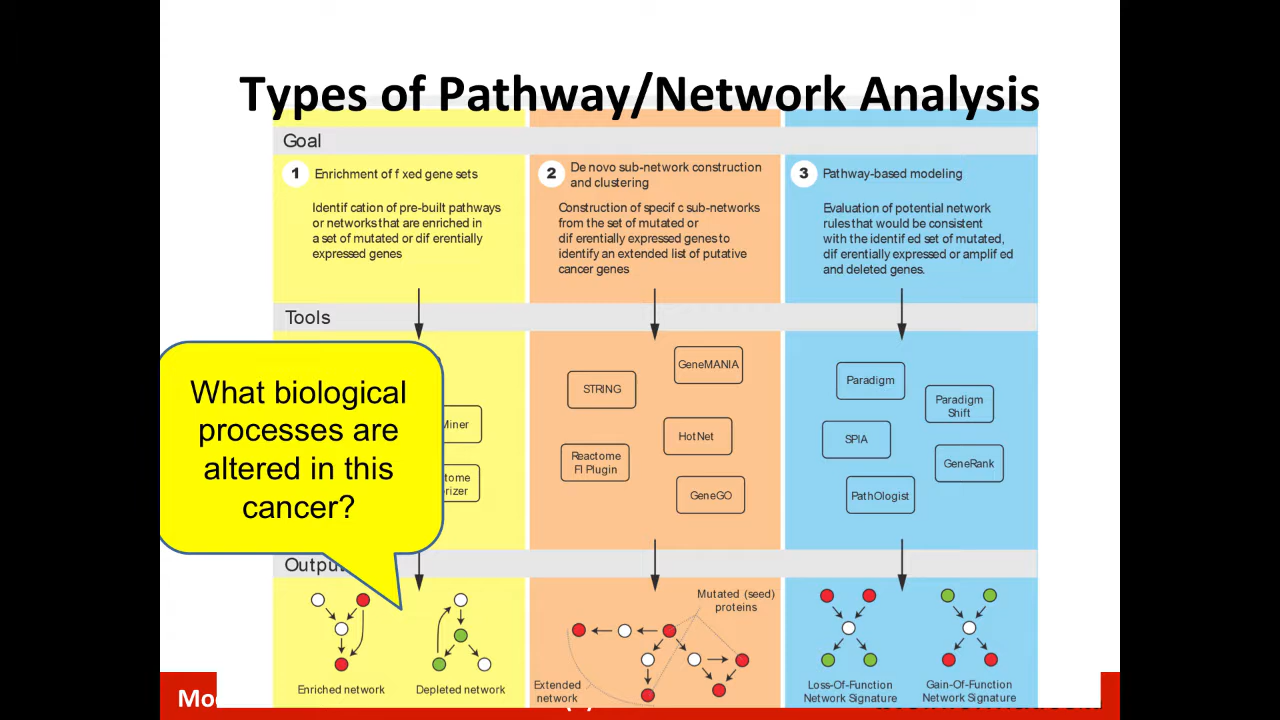 Types of Pathway/Network Analysis
Goal
1 Enrichment of f xed gene sets
Identif cation of pre-built pathways
or networks that are enriched in
a set of mutated or dif erentially
expressed genes
2 De novo sub-network construction
and clustering
Construction of specif c sub-networks
from the set of mutated or
dif erentially expressed genes to
identify an extended list of putative
cancer genes
3 Pathway-based modeling
Evaluation of potential network
rules that would be consistent
with the identif ed set of mutated,
dif erentially expressed or amplif ed
and deleted genes.
Tools
What biological
processes are
altered in this
cancer?
Miner
STRING
GeneMANIA
HotNet
Reactome
FI Plugin
GeneGO
Paradigm
Paradigm
Shift
SPIA
GeneRank
PathOlogist
Output
Enriched network
Depleted network
Mutated (seed)
proteins
Extended
network
Loss-Of-Function
Network Signature
Gain-Of-Function
Network Signature